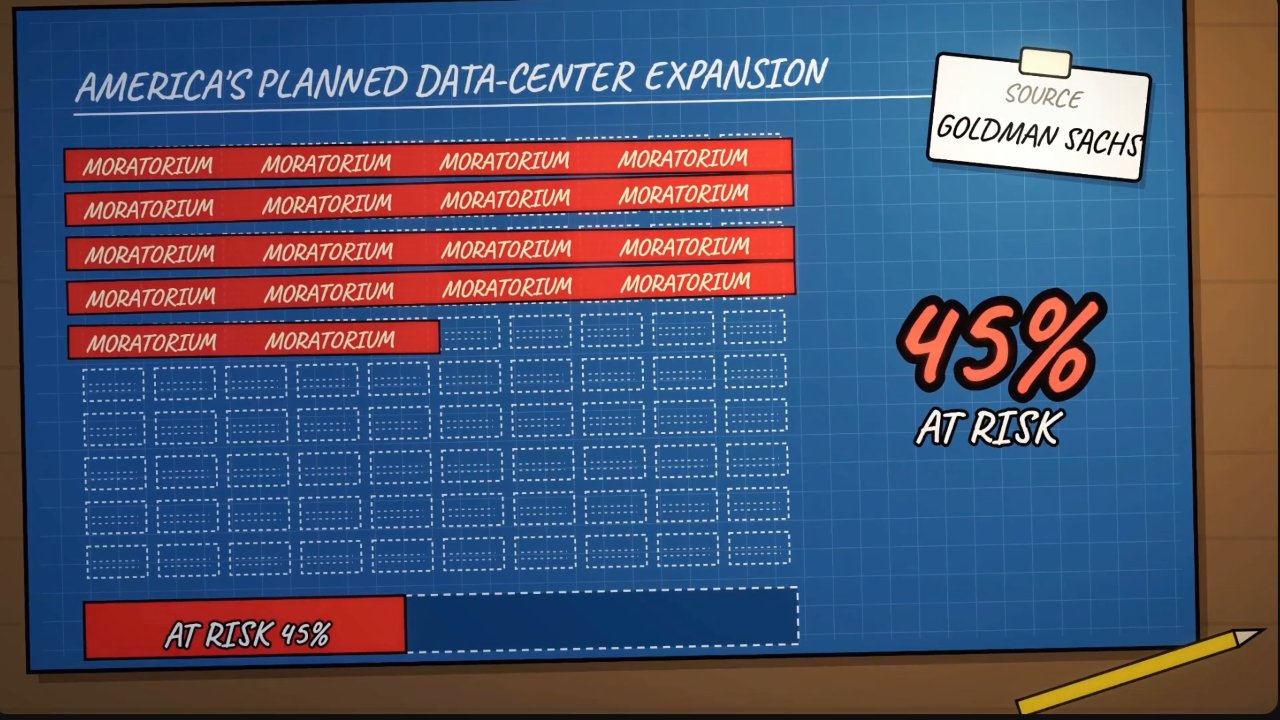 AMERICA'S PLANNED DATA-CENTER EXPANSION
SOURCE
GOLDMAN SACHS
MORATORIUM MORATORIUM MORATORIUM MORATORIUM
MORATORIUM MORATORIUM MORATORIUM MORATORIUM
MORATORIUM MORATORIUM MORATORIUM MORATORIUM
MORATORIUM MORATORIUM MORATORIUM MORATORIUM
MORATORIUM MORATORIUM
45%
AT RISK
AT RISK 45%